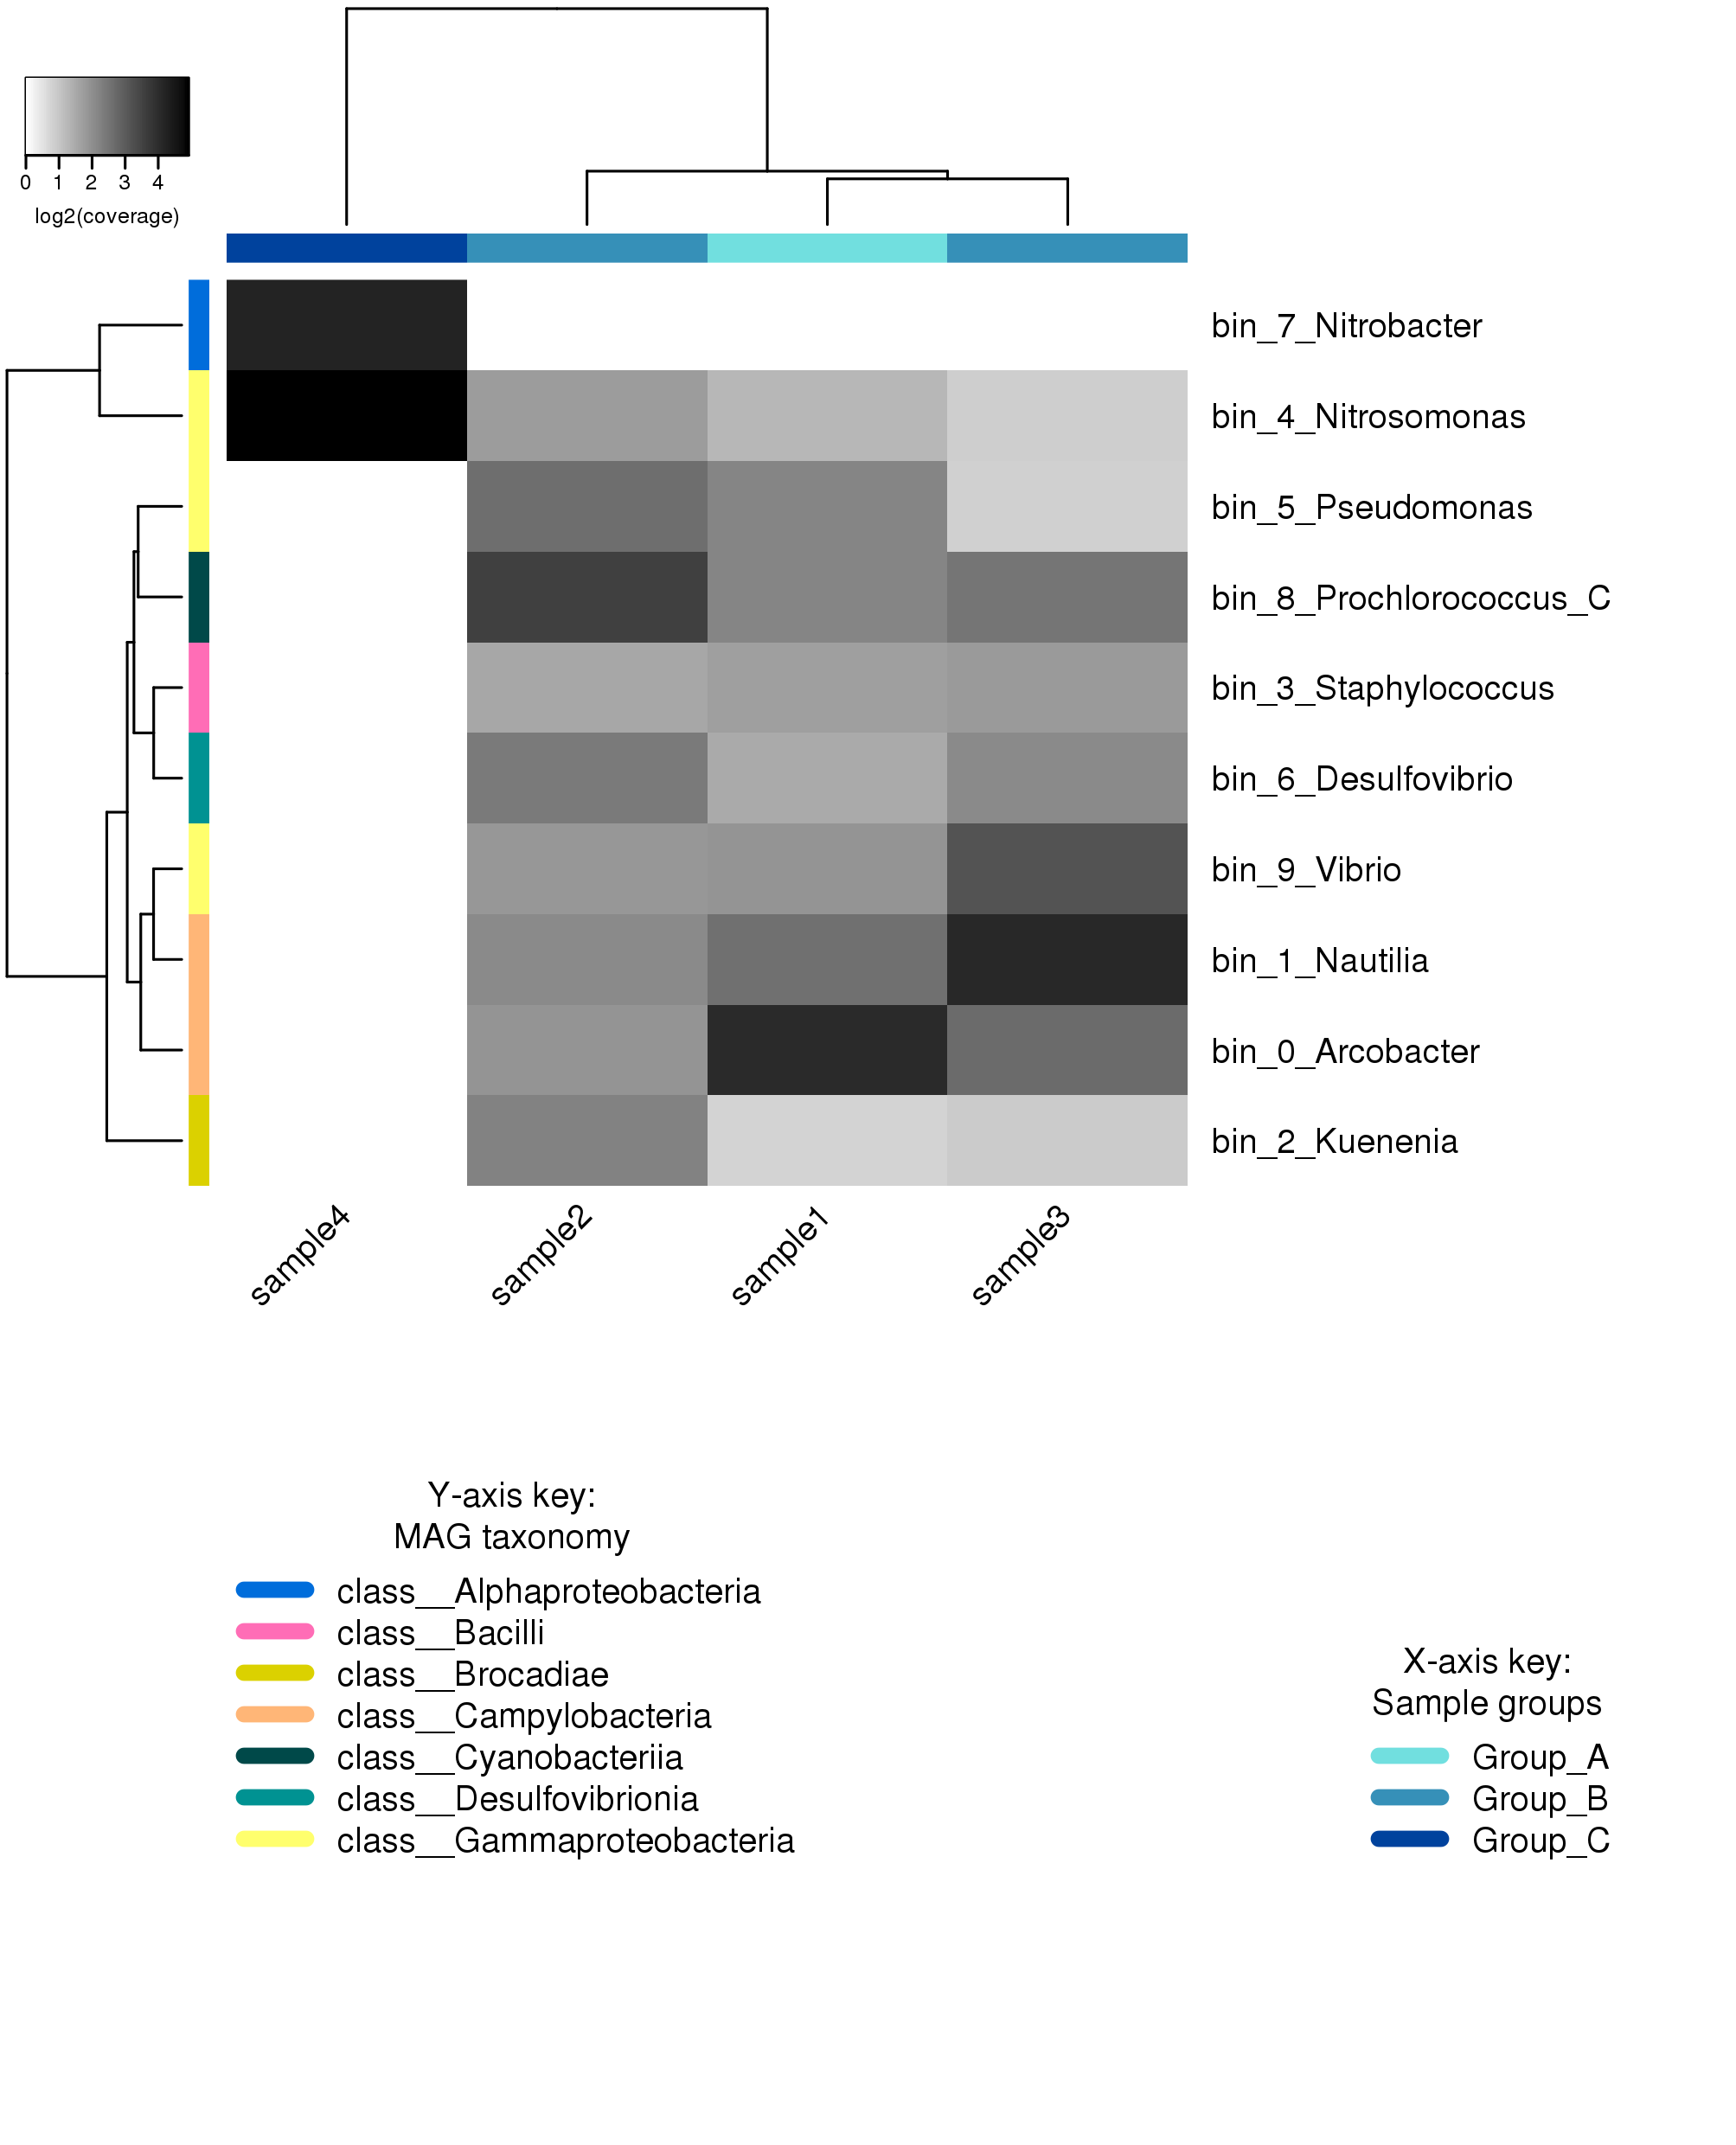 0 1 2 3 4
log2(coverage)
bin_7_Nitrobacter
bin_4_Nitrosomonas
bin_5_Pseudomonas
bin_8_Prochlorococcus_C
bin_3_Staphylococcus
bin_6_Desulfovibrio
bin_9_Vibrio
bin_1_Nautilia
bin_0_Arcobacter
bin_2_Kuenenia
sample4 sample2 sample1 sample3
Y-axis key:
MAG taxonomy
class__Alphaproteobacteria
class__Bacilli
class__Brocadiae
class__Campylobacteria
class__Cyanobacteriia
class__Desulfovibrionia
class__Gammaproteobacteria
X-axis key:
Sample groups
Group_A
Group_B
Group_C